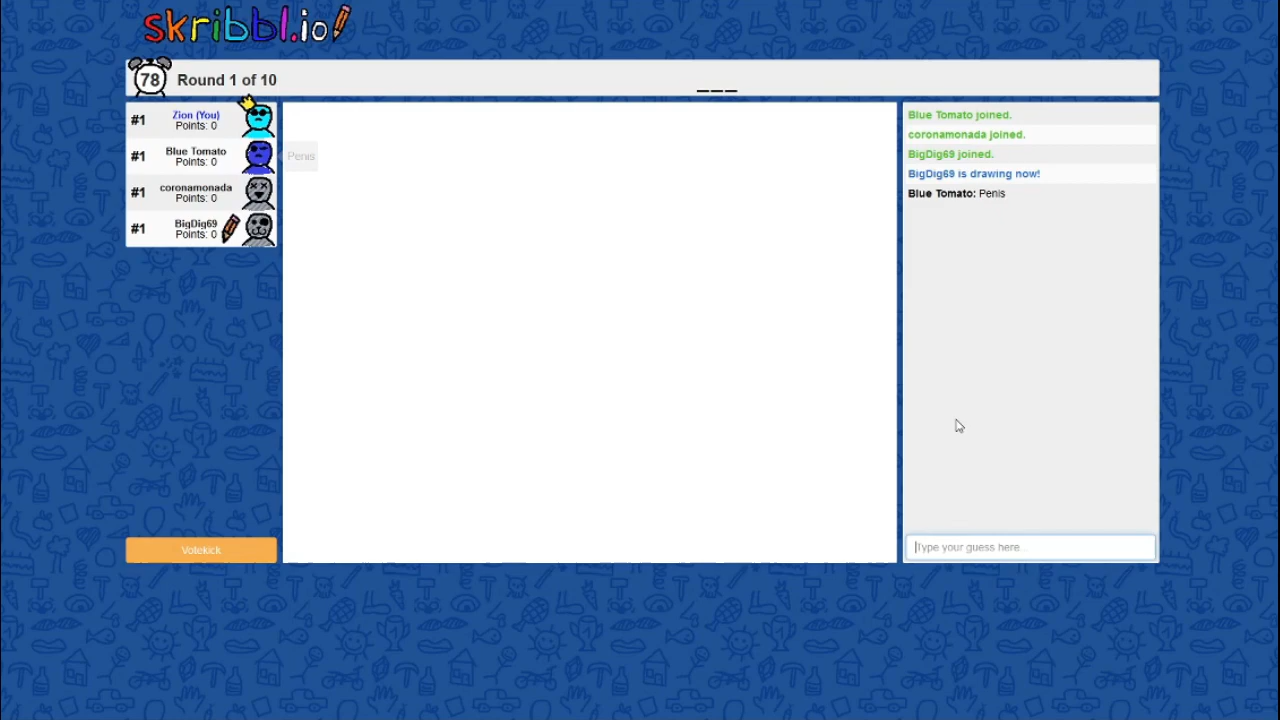 skribbl.io
78
Round 1 of 10
___
#1
Zion (You)
Points: 0
#1
Blue Tomato
Points: 0
Penis
#1
coronamonada
Points: 0
#1
BigDig69
Points: 0
Votekick
Blue Tomato joined.
coronamonada joined.
BigDig69 joined.
BigDig69 is drawing now!
Blue Tomato: Penis
Type your guess here...